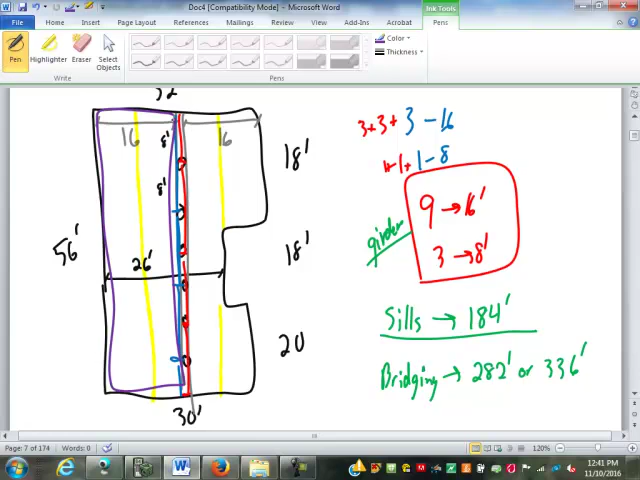 Doc4 [Compatibility Mode] - Microsoft Word
Ink Tools
File Home Insert Page Layout References Mailings Review View Add-Ins Acrobat Pens
Pen Highlighter Eraser Select Objects
Color
Thickness
Write
Pens
32'
16 8' 16
8'
18'
56'
26'
18'
20
30'
3+3+3-16
1+1+1-8
girder
9→16'
3→8'
Sills → 184'
Bridging → 282' or 336'
Page: 7 of 174 Words: 0 120%
12:41 PM
11/10/2016